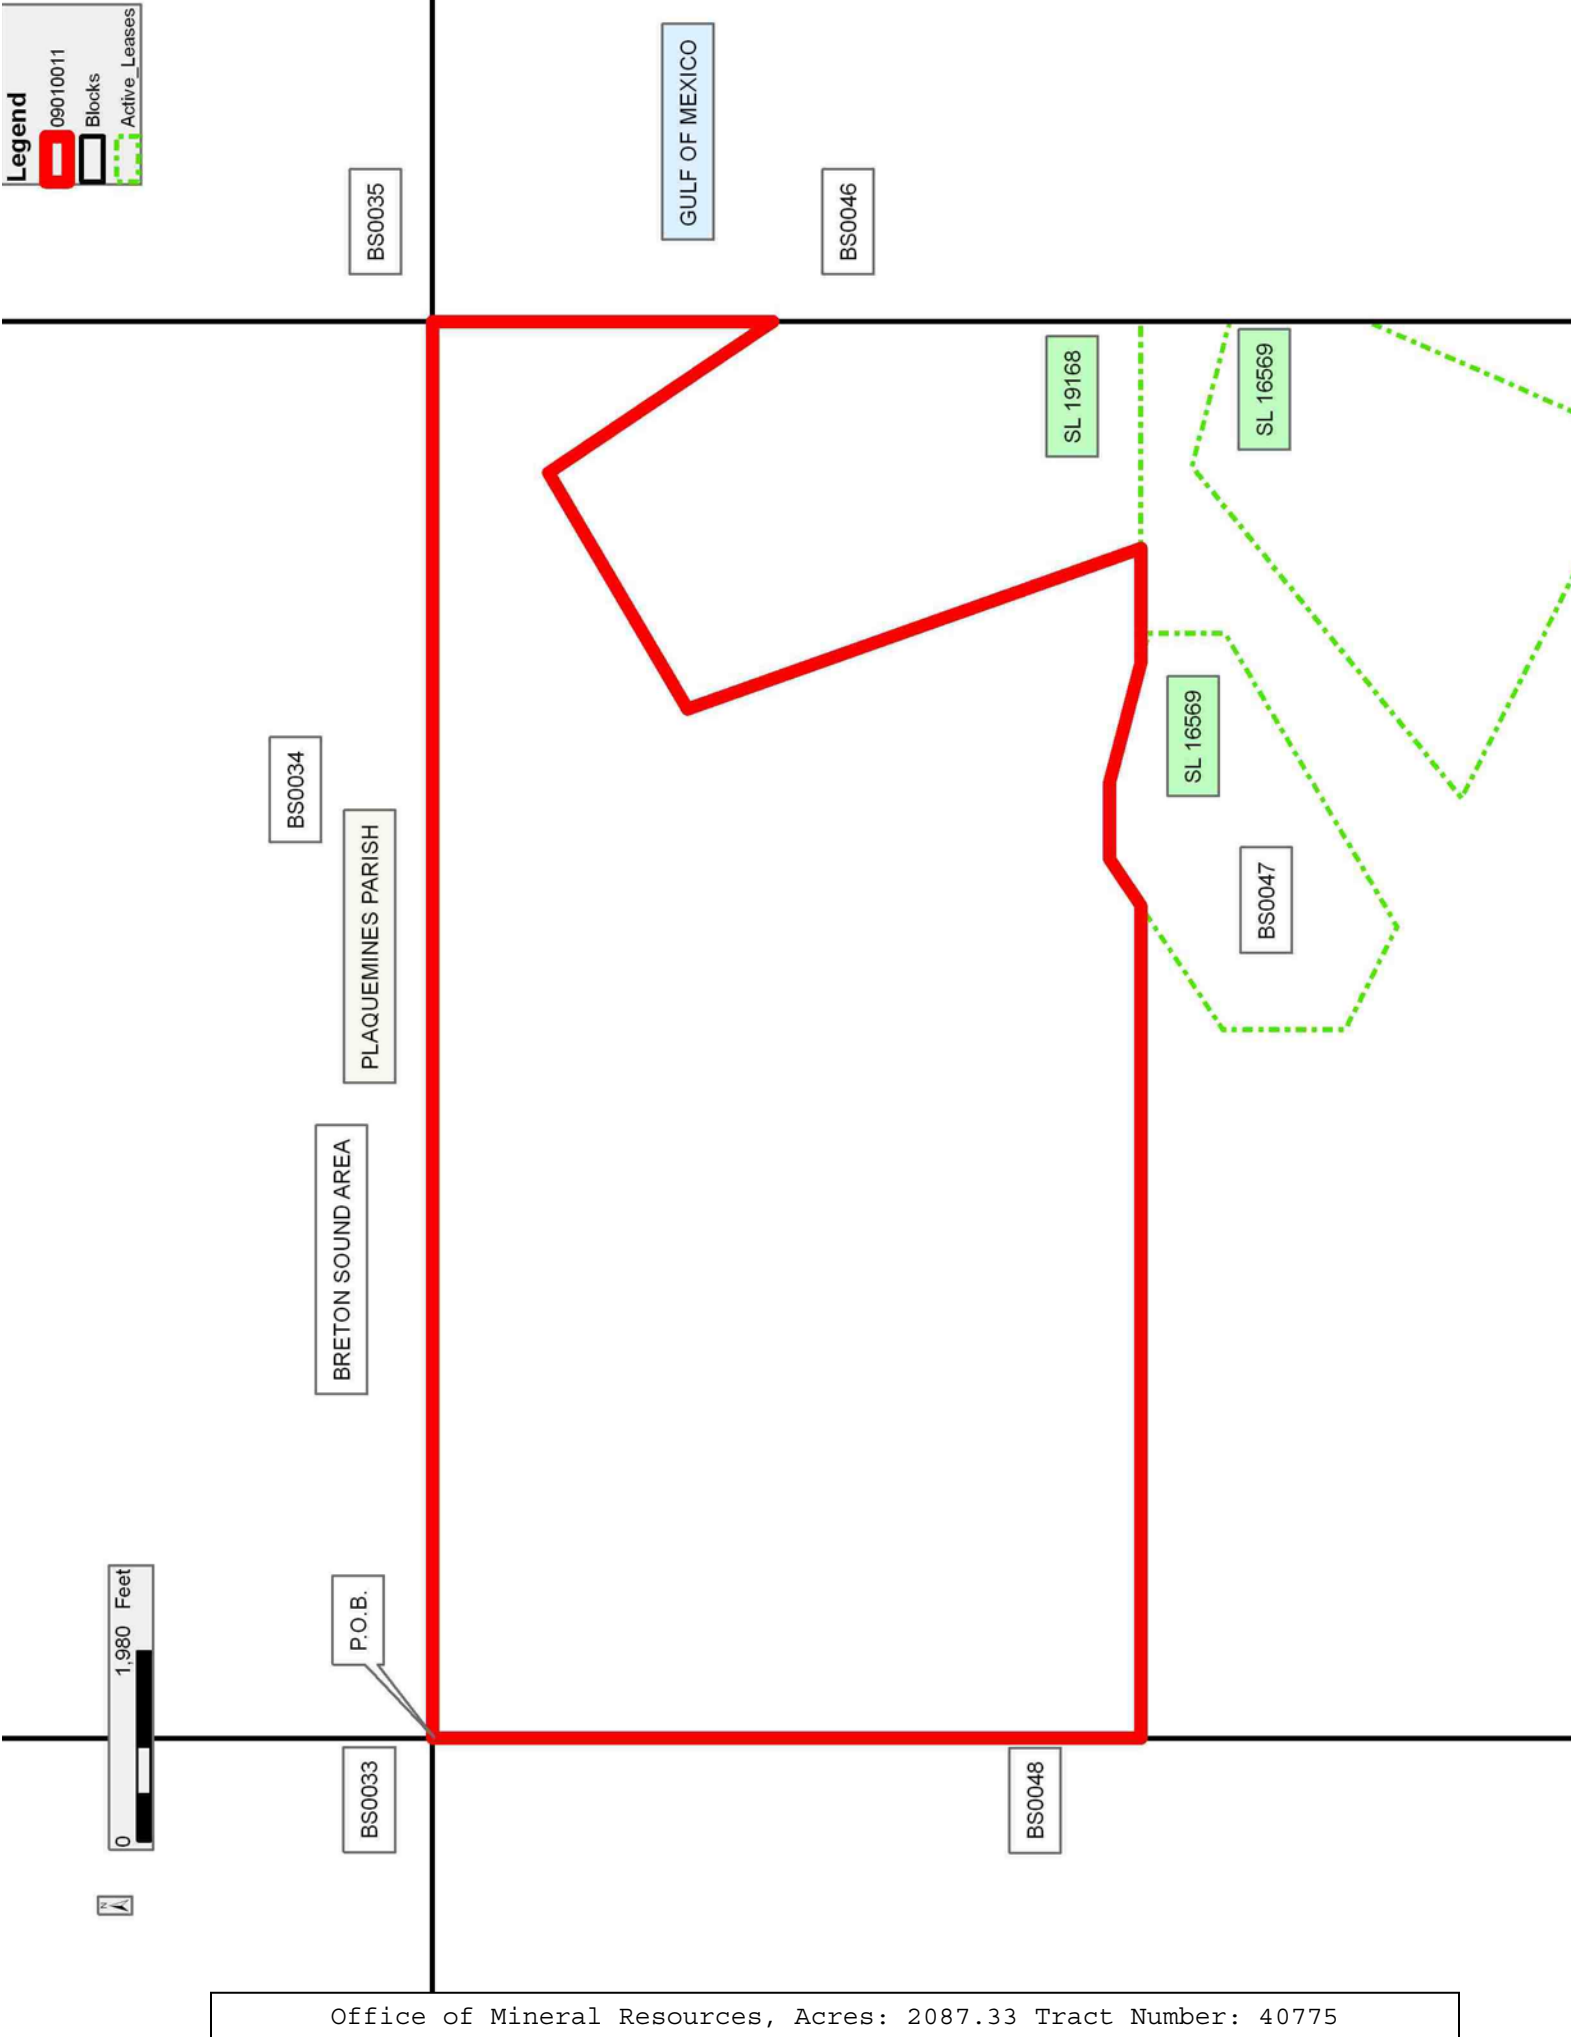 Legend
09010011
Blocks
Active_Leases
BS0035
GULF OF MEXICO
BS0046
SL 19168
SL 16569
BS0034
PLAQUEMINES PARISH
SL 16569
BS0047
BRETON SOUND AREA
0 1,980 Feet
P.O.B.
BS0033
BS0048
N
Office of Mineral Resources, Acres: 2087.33 Tract Number: 40775